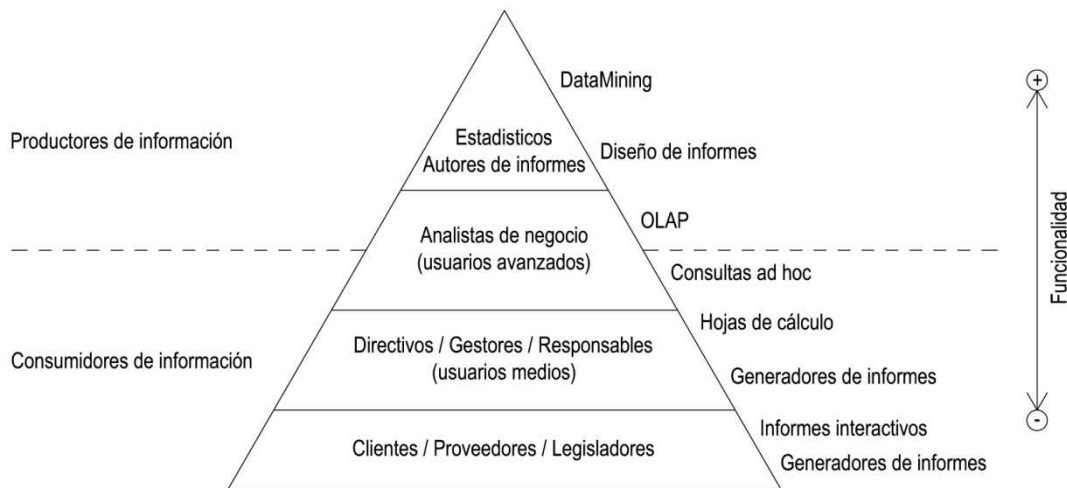 DataMining
+
Productores de información
Estadisticos
Autores de informes
Diseño de informes
OLAP
Analistas de negocio
(usuarios avanzados)
Consultas ad hoc
Funcionalidad
Hojas de cálculo
Consumidores de información
Directivos / Gestores / Responsables
(usuarios medios)
Generadores de informes
-
Informes interactivos
Clientes / Proveedores / Legisladores
Generadores de informes